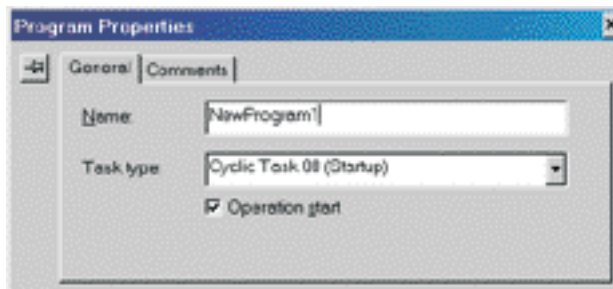 Program Properties
General Comments
Name: NewProgram1
Task type: Cyclic Task 00 (Startup)
Operation start